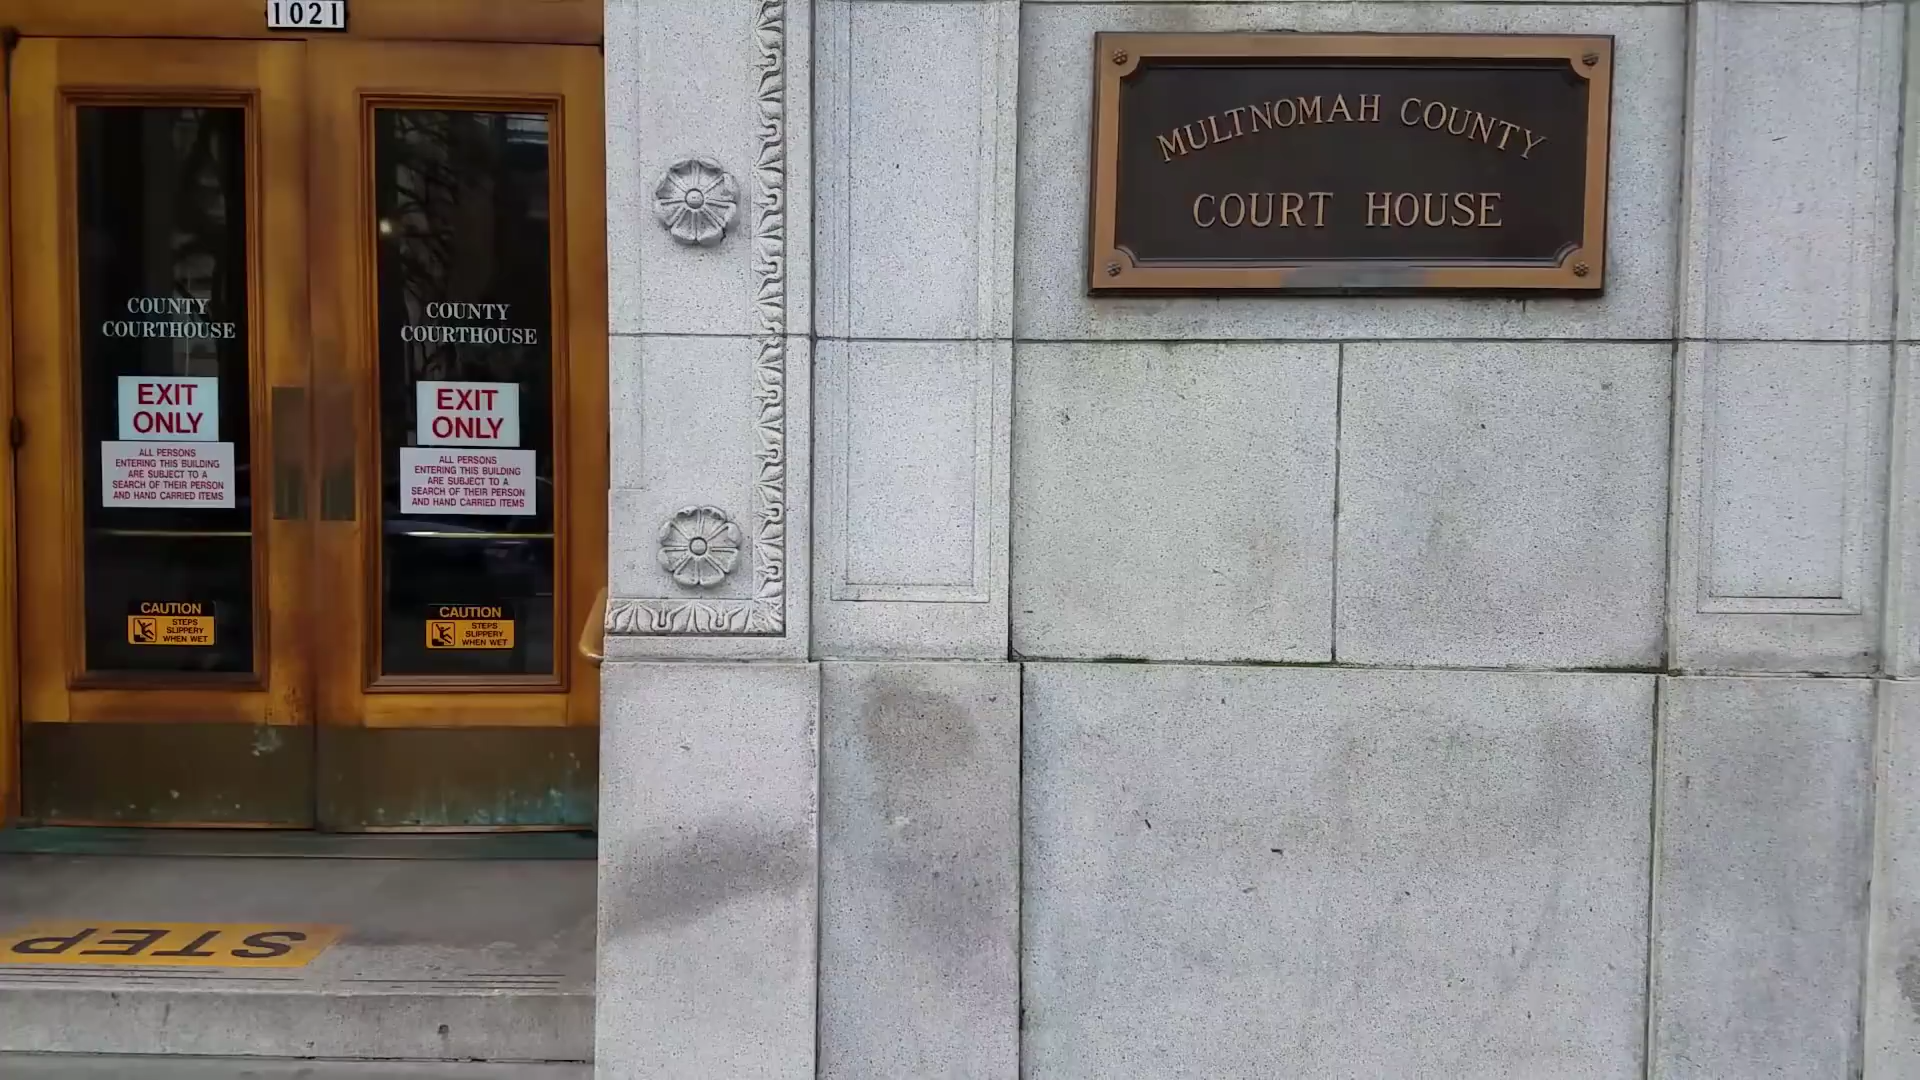 1021
COUNTY
COURTHOUSE
EXIT
ONLY
ALL PERSONS
ENTERING THIS BUILDING
ARE SUBJECT TO A
SEARCH OF THEIR PERSON
AND HAND CARRIED ITEMS
CAUTION
STEPS
SLIPPERY
WHEN WET
COUNTY
COURTHOUSE
EXIT
ONLY
ALL PERSONS
ENTERING THIS BUILDING
ARE SUBJECT TO A
SEARCH OF THEIR PERSON
AND HAND CARRIED ITEMS
CAUTION
STEPS
SLIPPERY
WHEN WET
STEP
MULTNOMAH COUNTY
COURT HOUSE